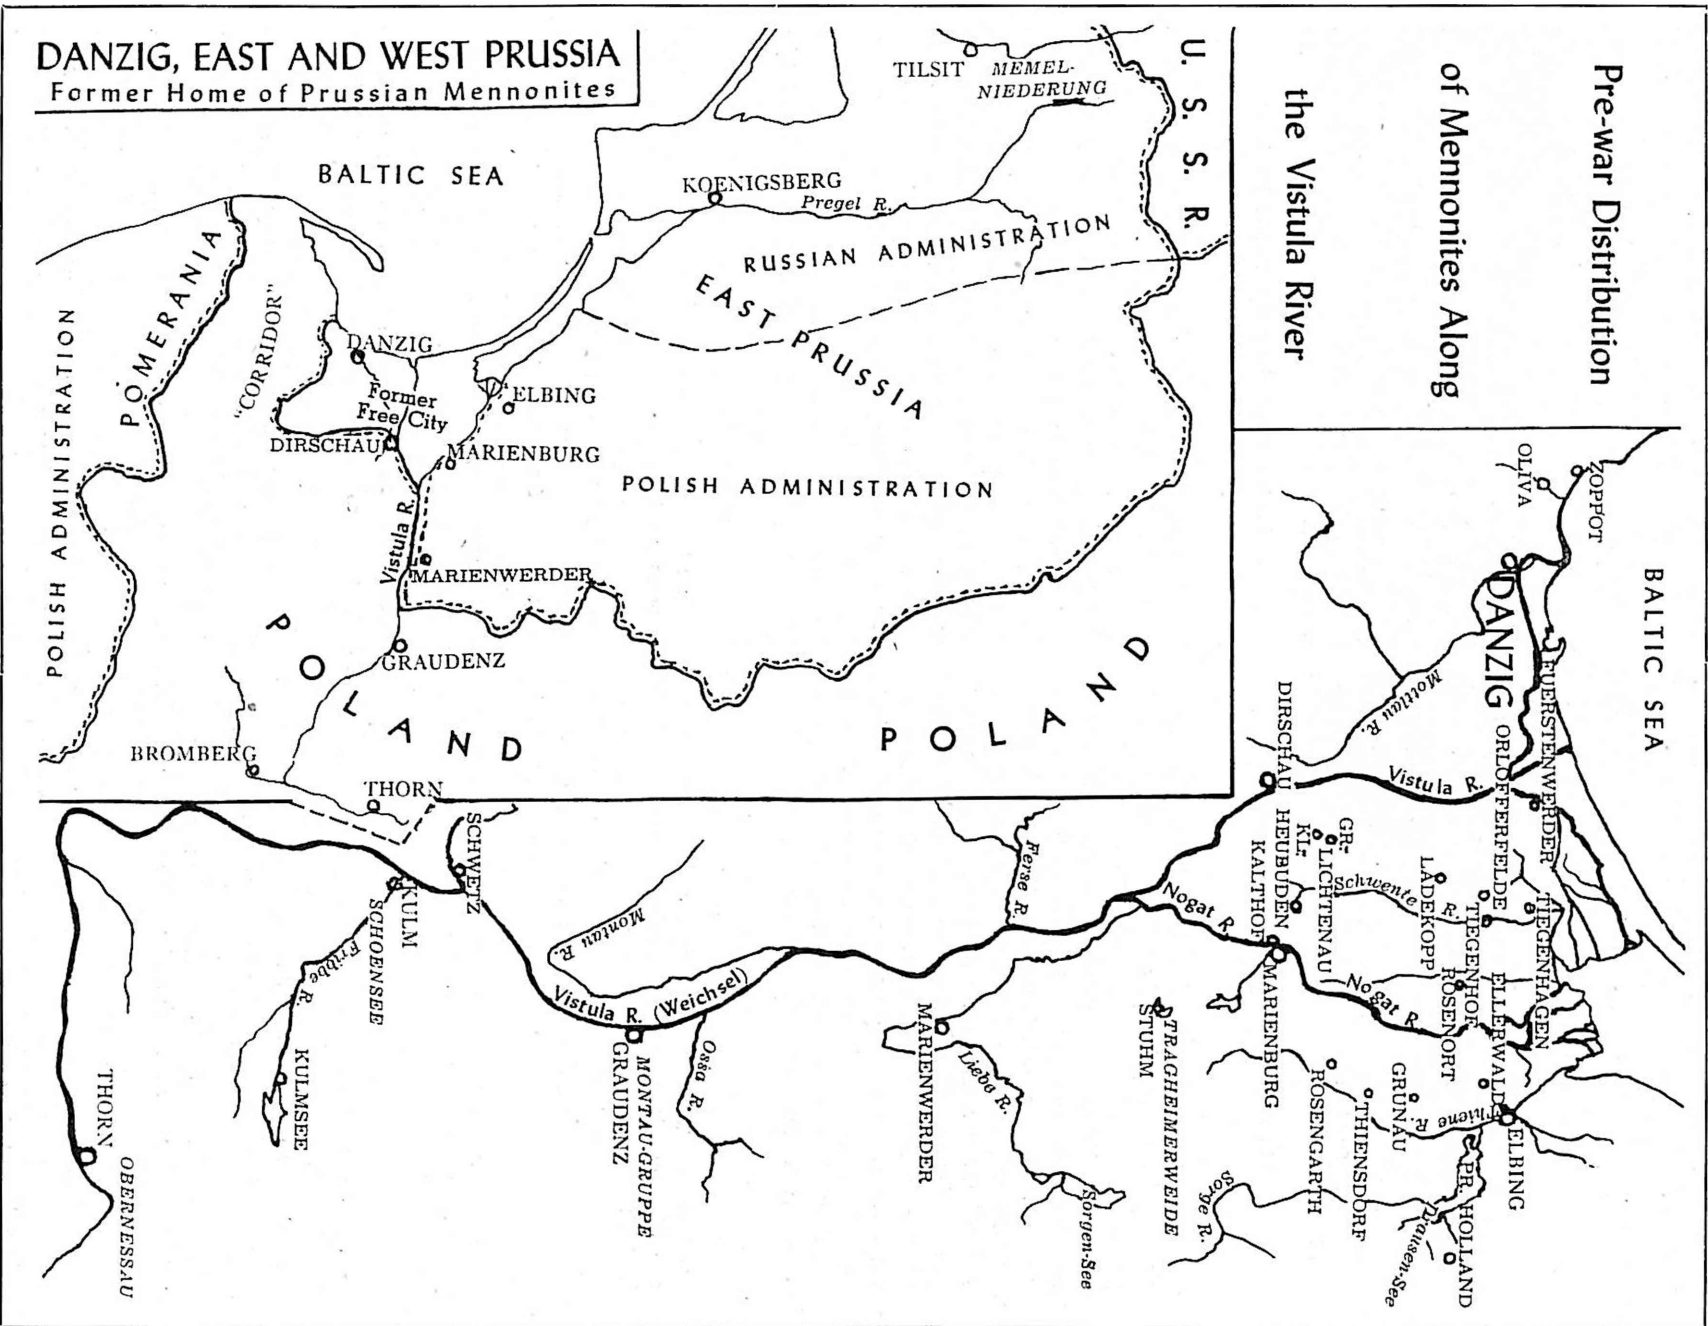 DANZIG, EAST AND WEST PRUSSIA
Former Home of Prussian Mennonites
BALTIC SEA
TILSIT
MEMEL-
NIEDERUNG
U. S. S. R.
KOENIGSBERG
Pregel R.
RUSSIAN ADMINISTRATION
EAST PRUSSIA
POMERANIA
"CORRIDOR"
POLISH ADMINISTRATION
DANZIG
Former
Free City
ELBING
DIRSCHAU
MARIENBURG
POLISH ADMINISTRATION
Vistula R.
MARIENWERDER
GRAUDENZ
POLAND
POLAND
BROMBERG
THORN
Pre-war Distribution
of Mennonites Along
the Vistula River
BALTIC SEA
ZOPPOT
OLIVA
DANZIG
FUERSTENWERDER
Mottlau R.
DIRSCHAU
Vistula R.
ORLOFFERFELDE
GR.-
KL.-
LICHTENAU
HEUBUDEN
KALTHOF
Schwente R.
LADEKOPP
TIEGENHOF
TIEGENHAGEN
Nogat R.
Nogat R.
ROSENORT
ELLERWALD
MARIENBURG
STUHM
TRAGHEIMERWEIDE
ROSENGARTH
THIENSDORF
GRUNAU
Thiene R.
ELBING
PR. HOLLAND
Drausen-See
Sorge R.
Sorgen-See
Liebe R.
MARIENWERDER
Ferse R.
Ossa R.
MONTAU-GRUPPE
GRAUDENZ
Vistula R. (Weichsel)
Montau R.
SCHWETZ
KULM
SCHOENSEE
Fribbe R.
KULMSEE
THORN
OBERNESSAU